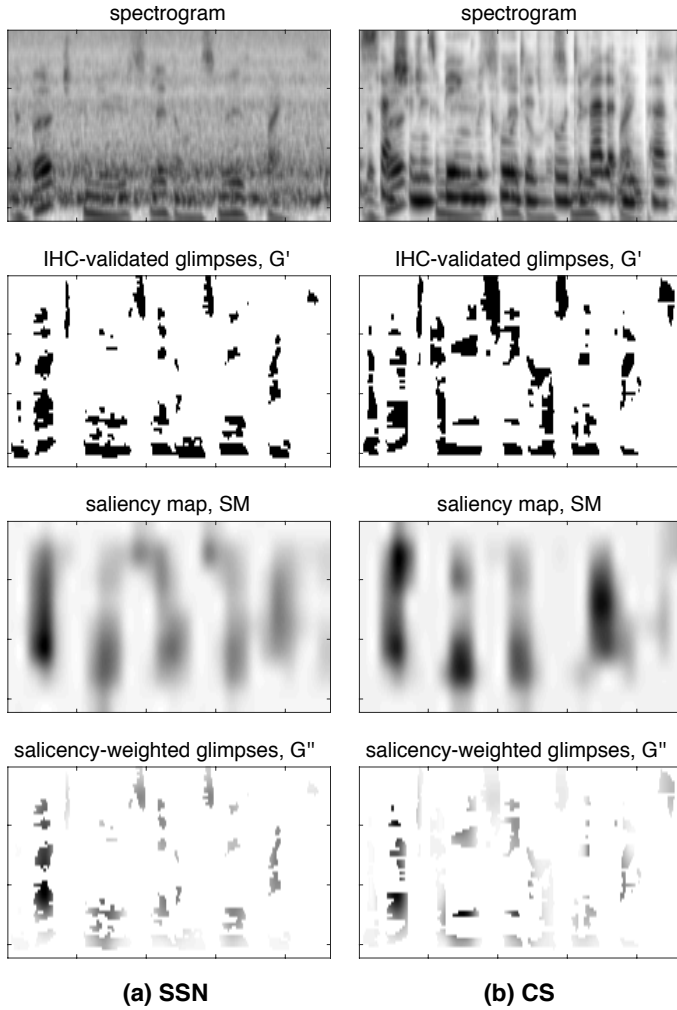 spectrogram
spectrogram
IHC-validated glimpses, G'
IHC-validated glimpses, G'
saliency map, SM
saliency map, SM
salicency-weighted glimpses, G"
salicency-weighted glimpses, G"
(a) SSN
(b) CS